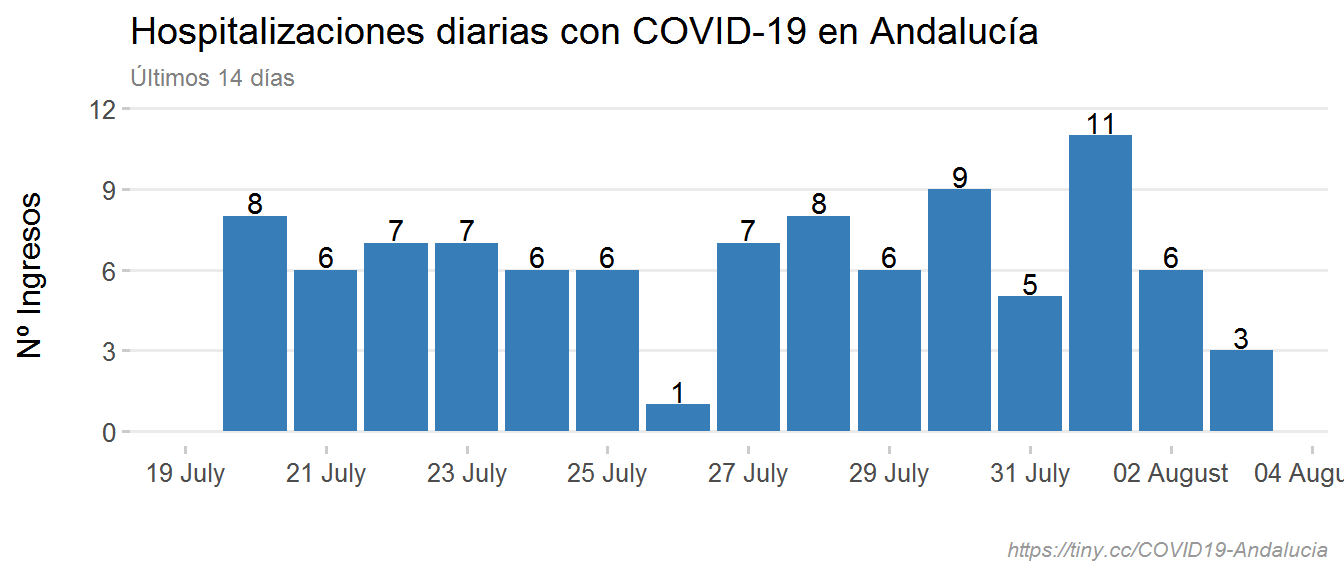 Hospitalizaciones diarias con COVID-19 en Andalucía
Últimos 14 días
Nº Ingresos
12
9
6
3
0
8
6
7
7
6
6
1
7
8
6
9
5
11
6
3
19 July
21 July
23 July
25 July
27 July
29 July
31 July
02 August
04 Augu
https://tiny.cc/COVID19-Andalucia